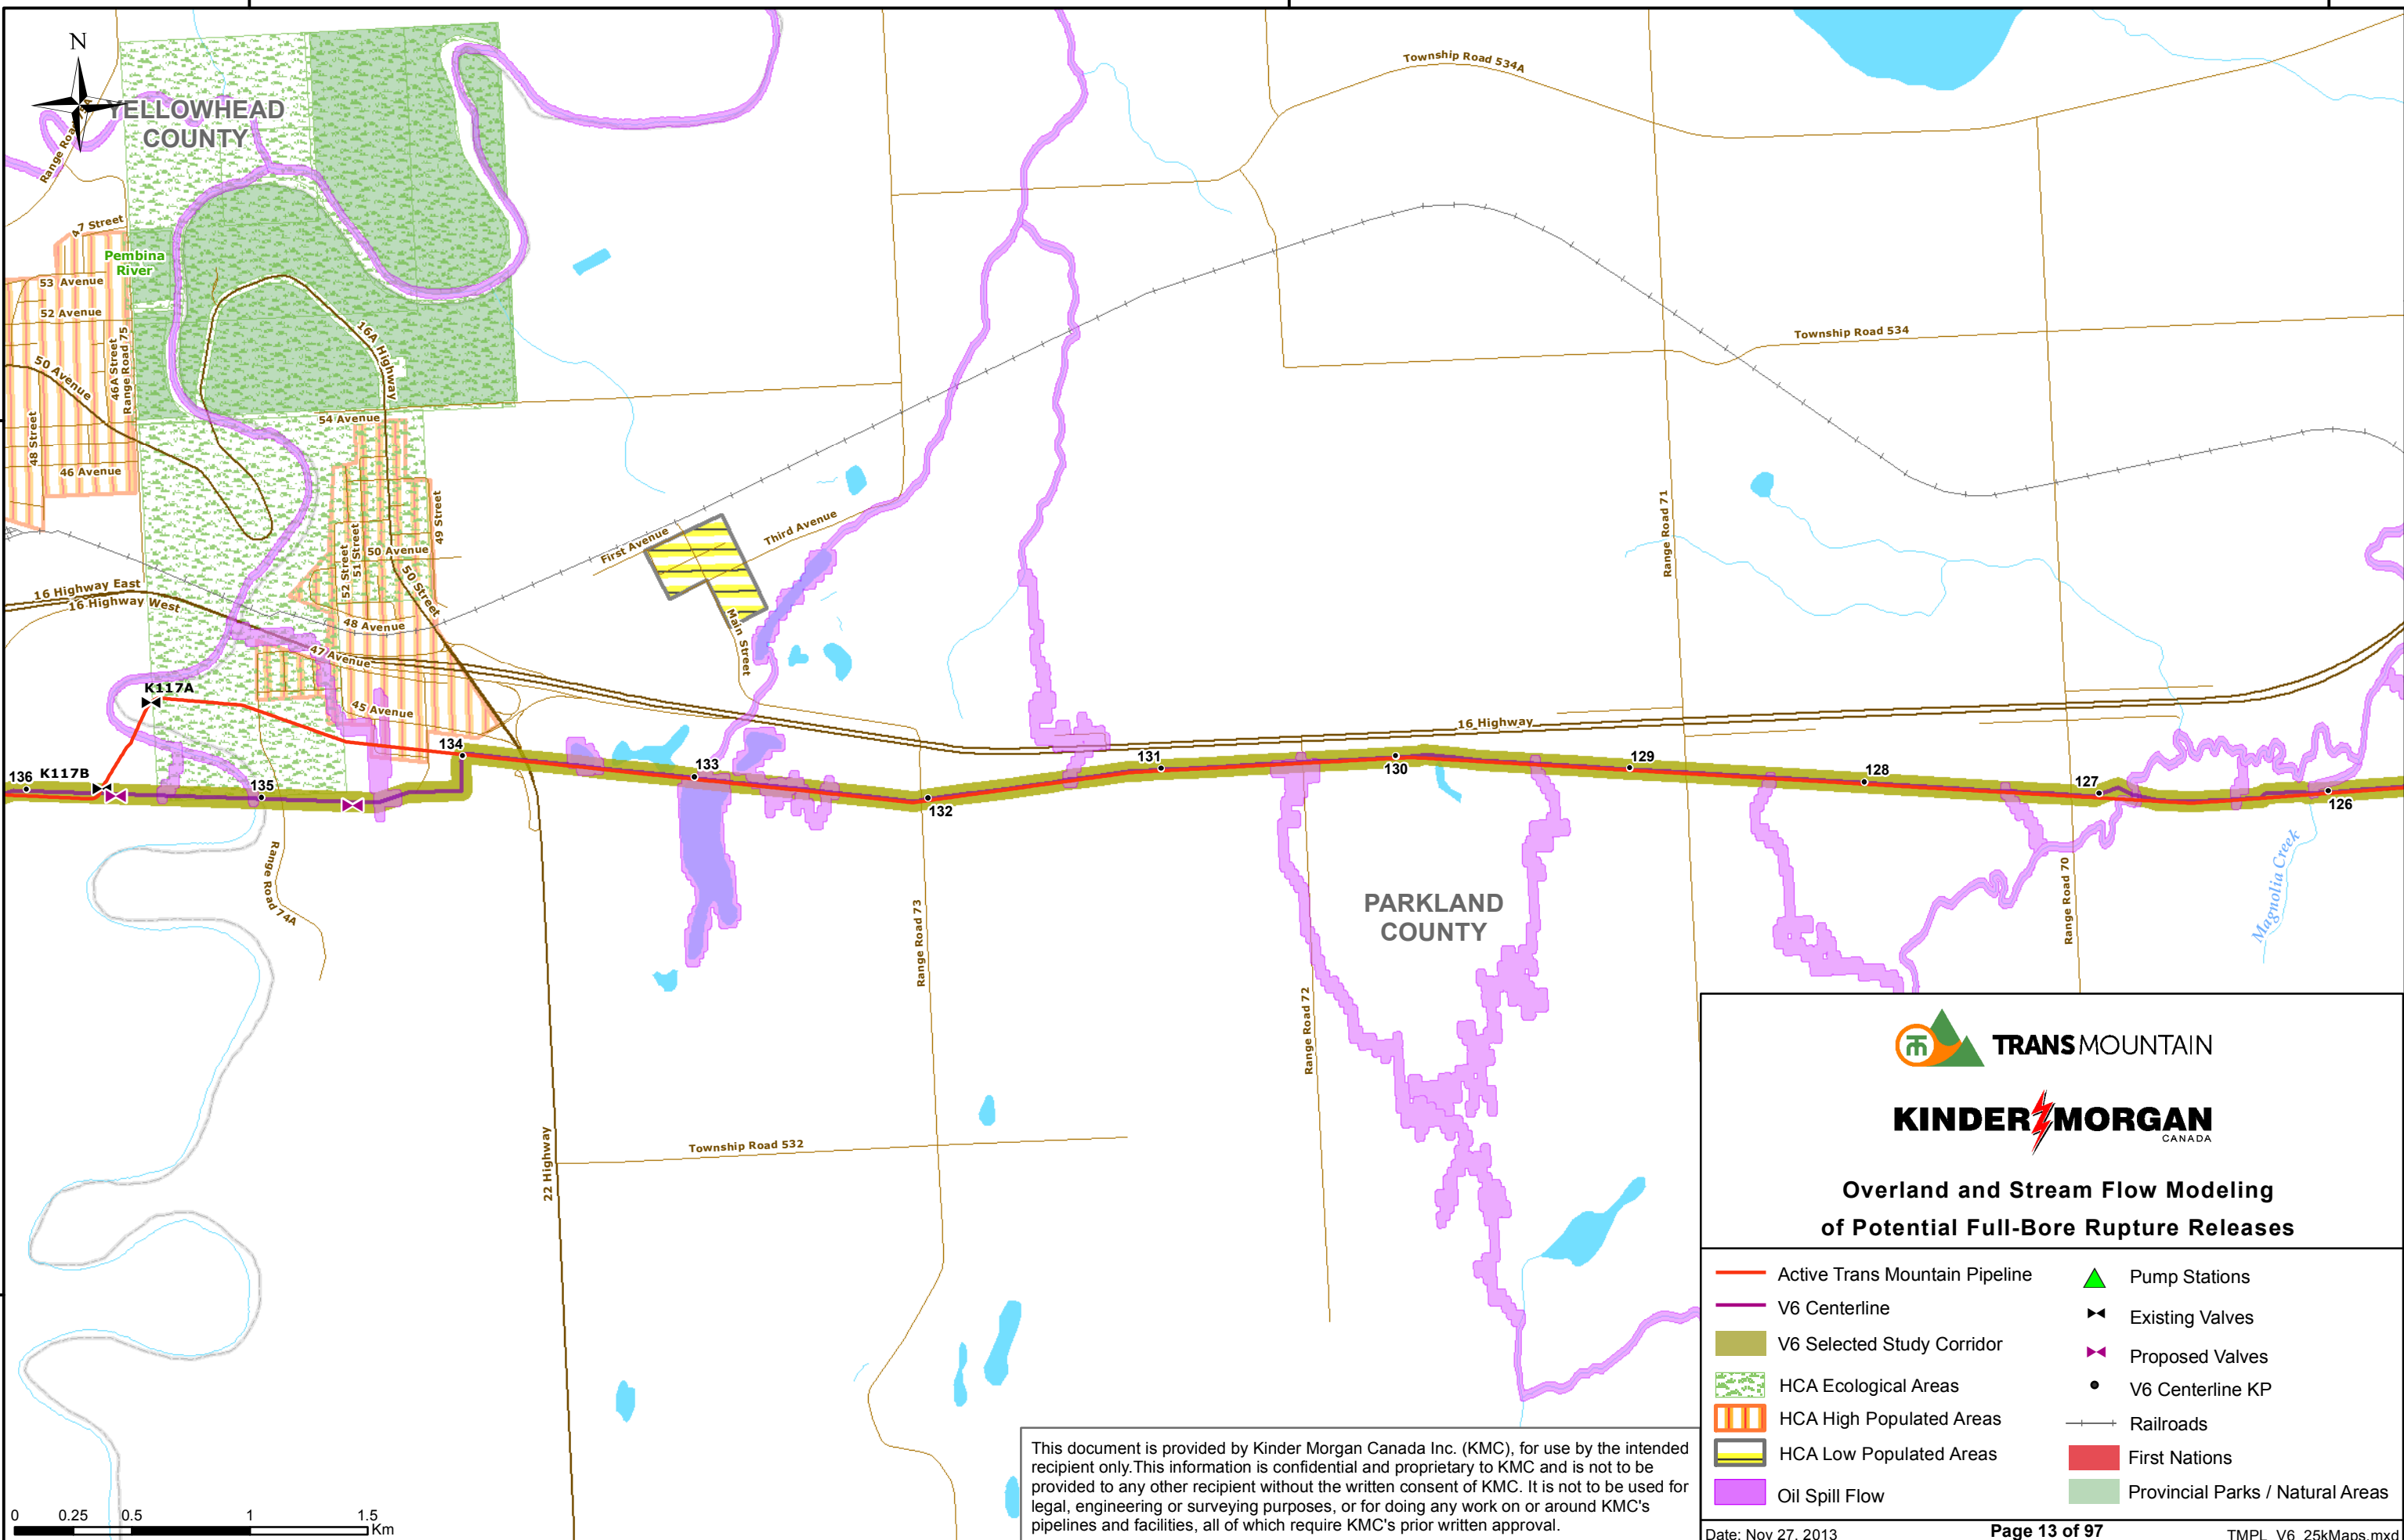 N
YELLOWHEAD
COUNTY
Township Road 534A
47 Street
Pembina
River
53 Avenue
52 Avenue
46A Street
Range Road 75
16A Highway
50 Avenue
48 Street
46 Avenue
54 Avenue
Township Road 534
49 Street
52 Street
51 Street
50 Avenue
50 Street
First Avenue
Third Avenue
Main Street
Range Road 71
16 Highway East
16 Highway West
48 Avenue
47 Avenue
45 Avenue
K117A
K117B
16 Highway
136
135
134
133
132
131
130
129
128
127
126
Range Road 74A
Range Road 73
Range Road 72
Range Road 70
Magnolia Creek
PARKLAND
COUNTY
22 Highway
Township Road 532
TRANSMOUNTAIN
KINDER MORGAN
CANADA
Overland and Stream Flow Modeling
of Potential Full-Bore Rupture Releases
Active Trans Mountain Pipeline
V6 Centerline
V6 Selected Study Corridor
HCA Ecological Areas
HCA High Populated Areas
HCA Low Populated Areas
Oil Spill Flow
Pump Stations
Existing Valves
Proposed Valves
V6 Centerline KP
Railroads
First Nations
Provincial Parks / Natural Areas
This document is provided by Kinder Morgan Canada Inc. (KMC), for use by the intended
recipient only.This information is confidential and proprietary to KMC and is not to be
provided to any other recipient without the written consent of KMC. It is not to be used for
legal, engineering or surveying purposes, or for doing any work on or around KMC's
pipelines and facilities, all of which require KMC's prior written approval.
0 0.25 0.5 1 1.5
Km
Date: Nov 27, 2013
Page 13 of 97
TMPL_V6_25kMaps.mxd